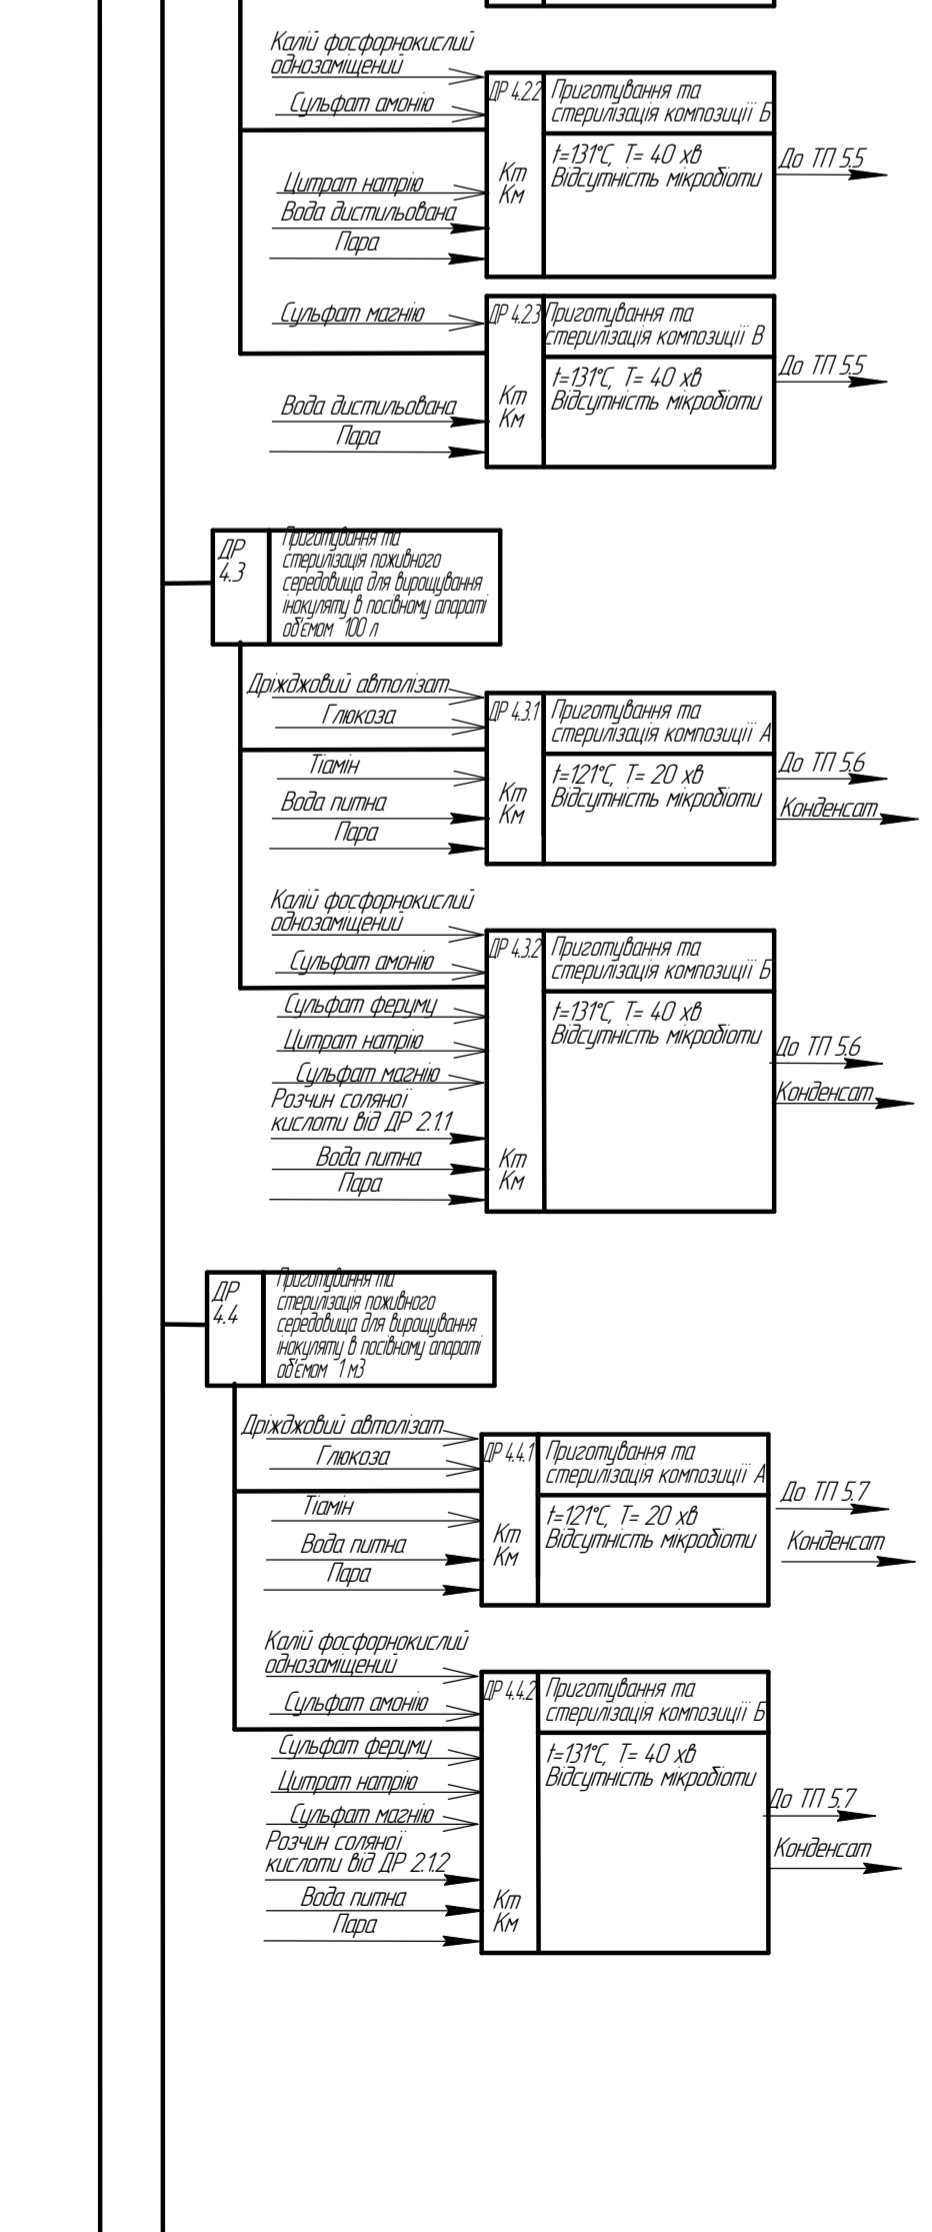 Калій фосфорнокислий
однозаміщений
Сульфат амонію
Цитрат натрію
Вода дистильована
Пара
ДР 4.2.2
Кт
Км
Приготування та
стерилізація композиції Б
t=131°C, T= 40 хв
Відсутність мікробіоти
До ТП 5.5
Сульфат магнію
Вода дистильована
Пара
ДР 4.2.3
Кт
Км
Приготування та
стерилізація композиції В
t=131°C, T= 40 хв
Відсутність мікробіоти
До ТП 5.5
ДР
4.3
Приготування та
стерилізація поживного
середовища для вирощування
інокуляту в посівному апараті
об'ємом 100 л
Дріжджовий автолізат
Глюкоза
Тіамін
Вода питна
Пара
ДР 4.3.1
Кт
Км
Приготування та
стерилізація композиції А
t=121°C, T= 20 хв
Відсутність мікробіоти
До ТП 5.6
Конденсат
Калій фосфорнокислий
однозаміщений
Сульфат амонію
Сульфат феруму
Цитрат натрію
Сульфат магнію
Розчин соляної
кислоти від ДР 2.1.1
Вода питна
Пара
ДР 4.3.2
Кт
Км
Приготування та
стерилізація композиції Б
t=131°C, T= 40 хв
Відсутність мікробіоти
До ТП 5.6
Конденсат
ДР
4.4
Приготування та
стерилізація поживного
середовища для вирощування
інокуляту в посівному апараті
об'ємом 1 м3
Дріжджовий автолізат
Глюкоза
Тіамін
Вода питна
Пара
ДР 4.4.1
Кт
Км
Приготування та
стерилізація композиції А
t=121°C, T= 20 хв
Відсутність мікробіоти
До ТП 5.7
Конденсат
Калій фосфорнокислий
однозаміщений
Сульфат амонію
Сульфат феруму
Цитрат натрію
Сульфат магнію
Розчин соляної
кислоти від ДР 2.1.2
Вода питна
Пара
ДР 4.4.2
Кт
Км
Приготування та
стерилізація композиції Б
t=131°C, T= 40 хв
Відсутність мікробіоти
До ТП 5.7
Конденсат